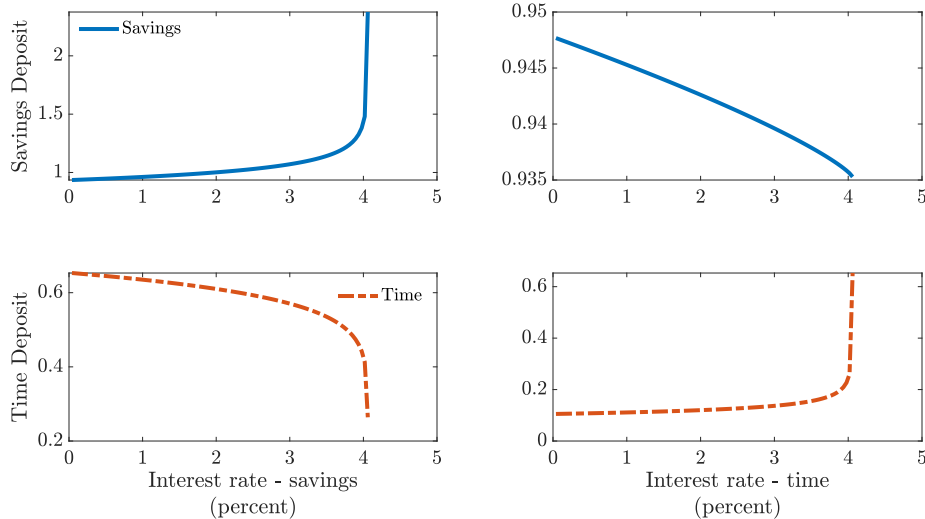 Savings Deposit
2
1.5
1
Savings
0 1 2 3 4 5
0.95
0.945
0.94
0.935
0 1 2 3 4 5
Time Deposit
0.6
0.4
0.2
Time
0 1 2 3 4 5
Interest rate - savings
(percent)
0.6
0.4
0.2
0
0 1 2 3 4 5
Interest rate - time
(percent)